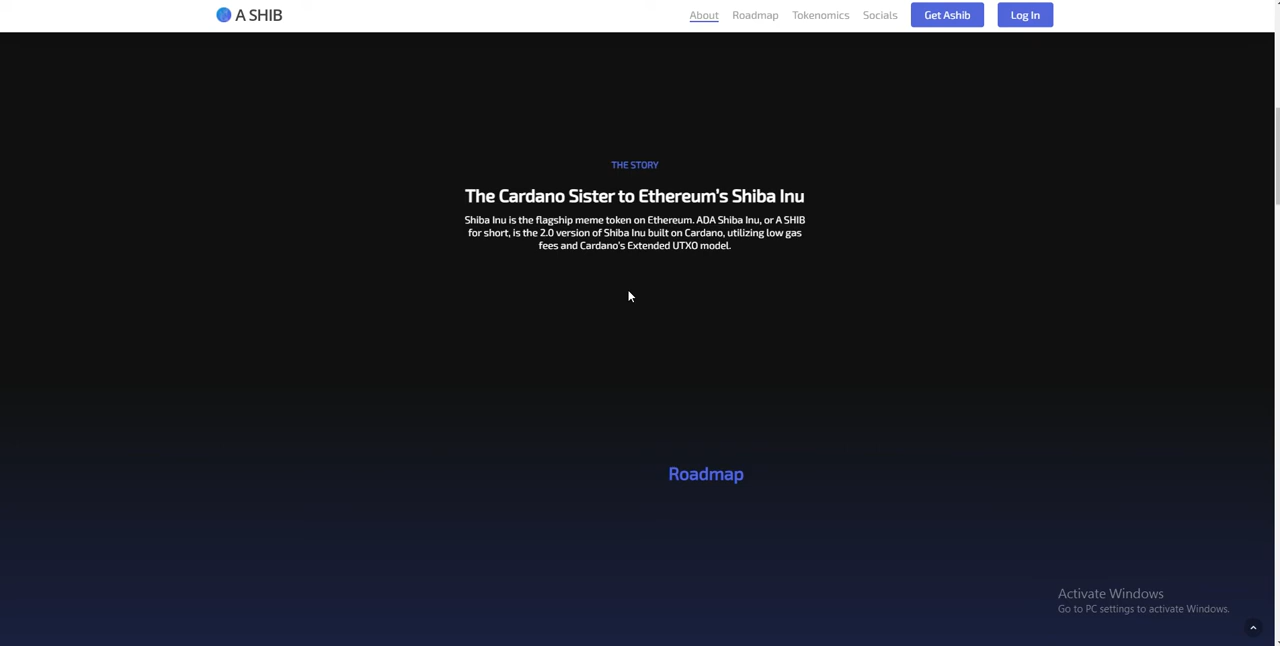 A SHIB
About
Roadmap
Tokenomics
Socials
Get Ashib
Log In
THE STORY
The Cardano Sister to Ethereum's Shiba Inu
Shiba Inu is the flagship meme token on Ethereum. ADA Shiba Inu, or A SHIB
for short, is the 2.0 version of Shiba Inu built on Cardano, utilizing low gas
fees and Cardano's Extended UTXO model.
Roadmap
Activate Windows
Go to PC settings to activate Windows.